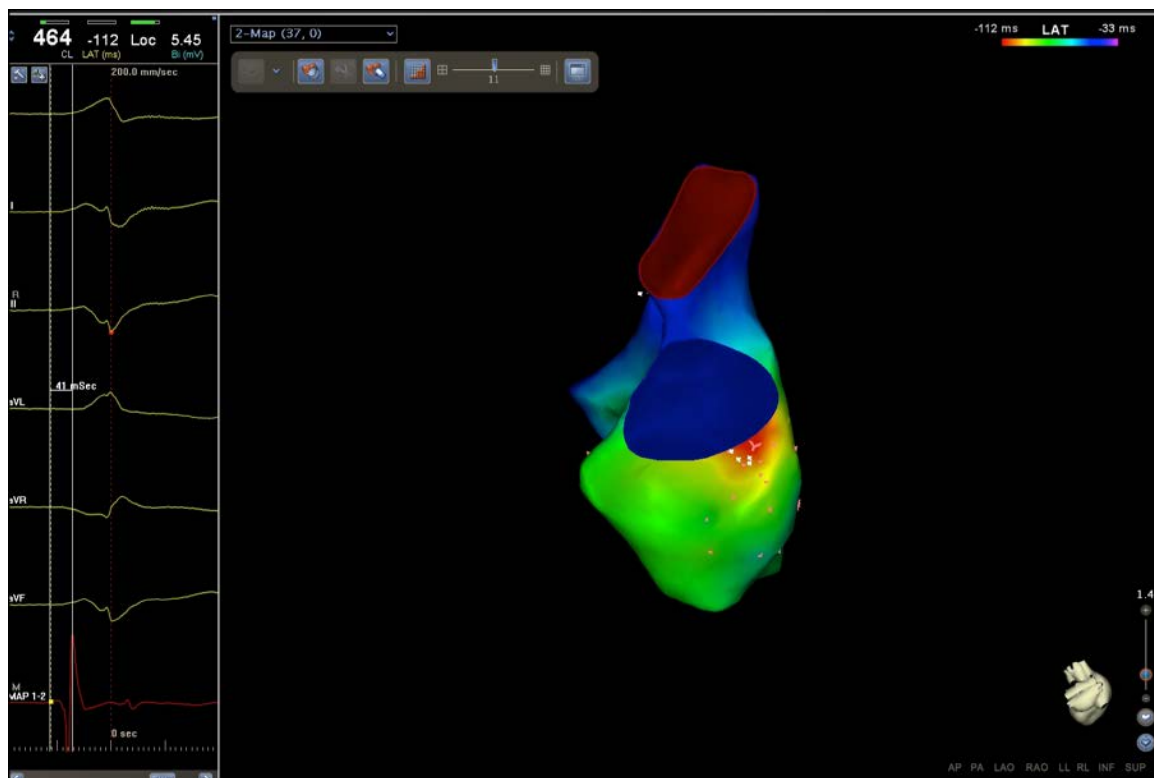 464 -112 Loc 5.45
CL LAT (ms) Bi (mV)
2-Map (37, 0)
-112 ms LAT -33 ms
200.0 mm/sec
11
I
R
II
41 mSec
aVL
aVR
aVF
M
MAP 1-2
0 sec
1.4
AP PA LAO RAO LL RL INF SUP